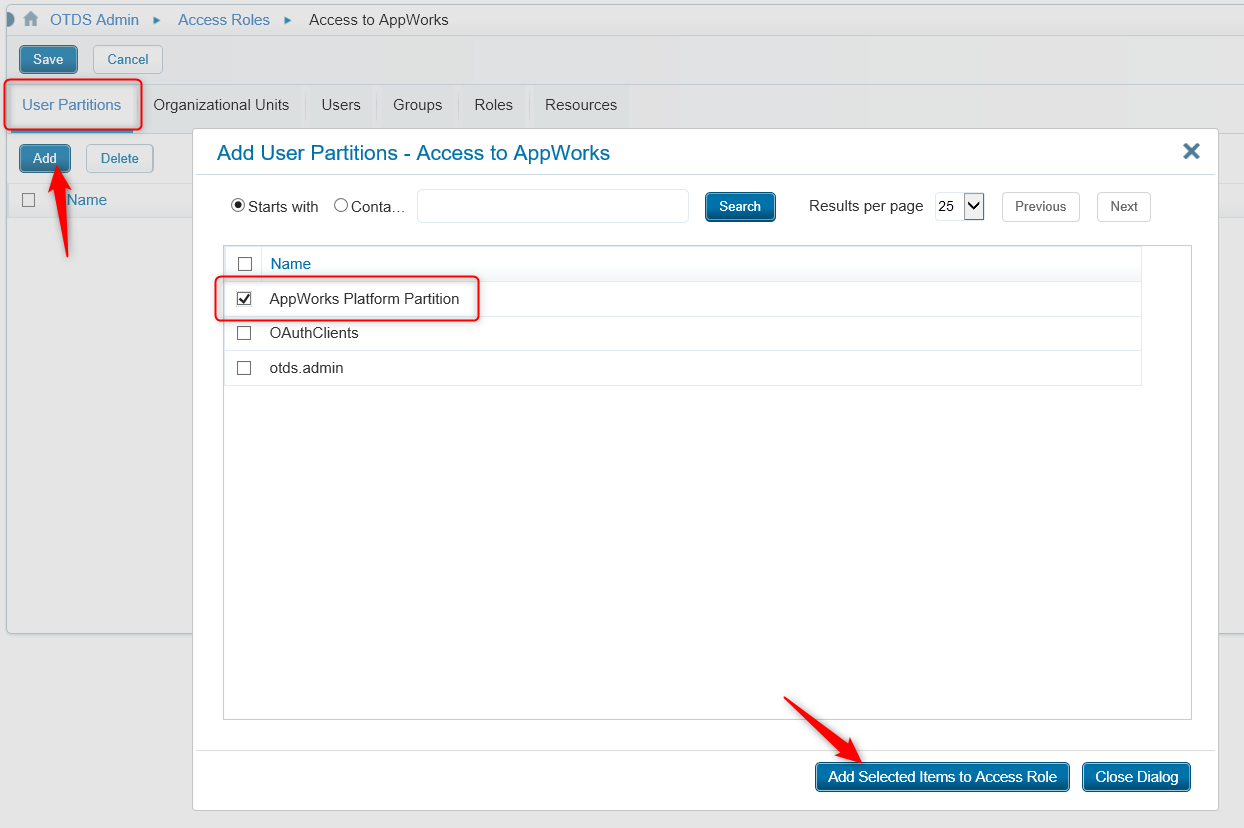 OTDS Admin ▸ Access Roles ▸ Access to AppWorks
Save Cancel
User Partitions Organizational Units Users Groups Roles Resources
Add Delete
Name
Add User Partitions - Access to AppWorks
Starts with Conta... Search Results per page 25 Previous Next
Name
AppWorks Platform Partition
OAuthClients
otds.admin
Add Selected Items to Access Role Close Dialog